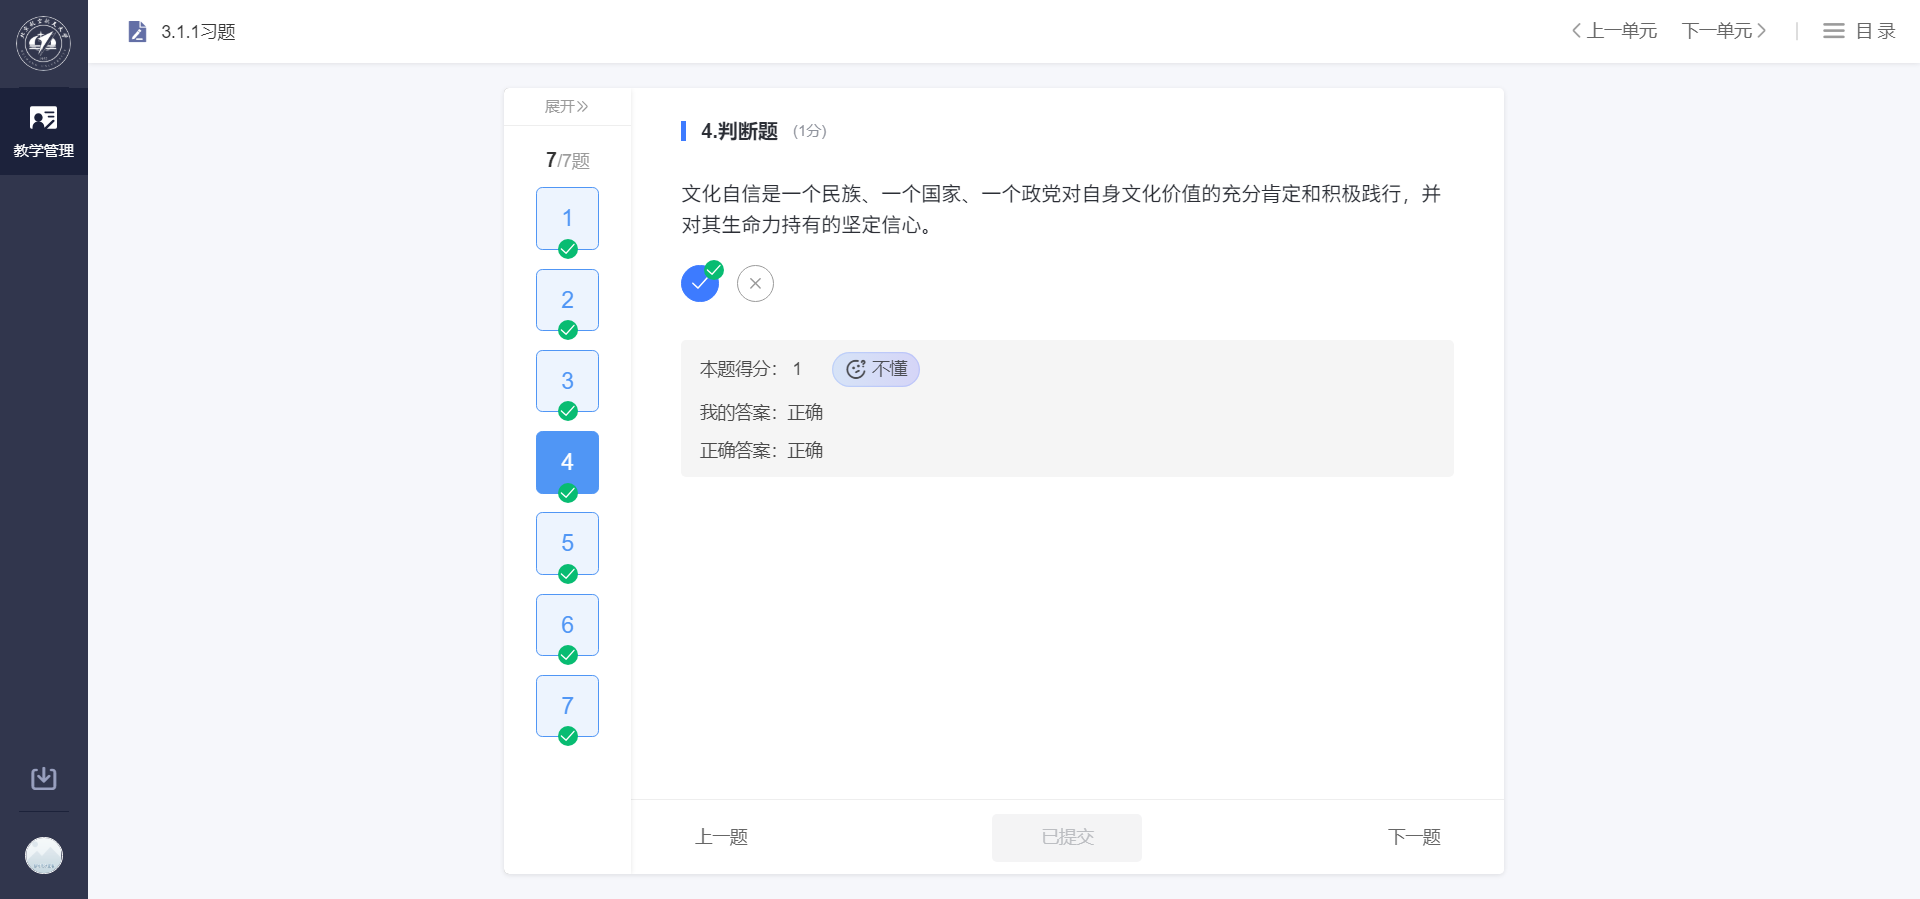 3.1.1习题
上一单元
下一单元
目录
教学管理
展开
7/7题
1
2
3
4
5
6
7
4.判断题 (1分)
文化自信是一个民族、一个国家、一个政党对自身文化价值的充分肯定和积极践行，并
对其生命力持有的坚定信心。
本题得分： 1 不懂
我的答案：正确
正确答案：正确
上一题
已提交
下一题